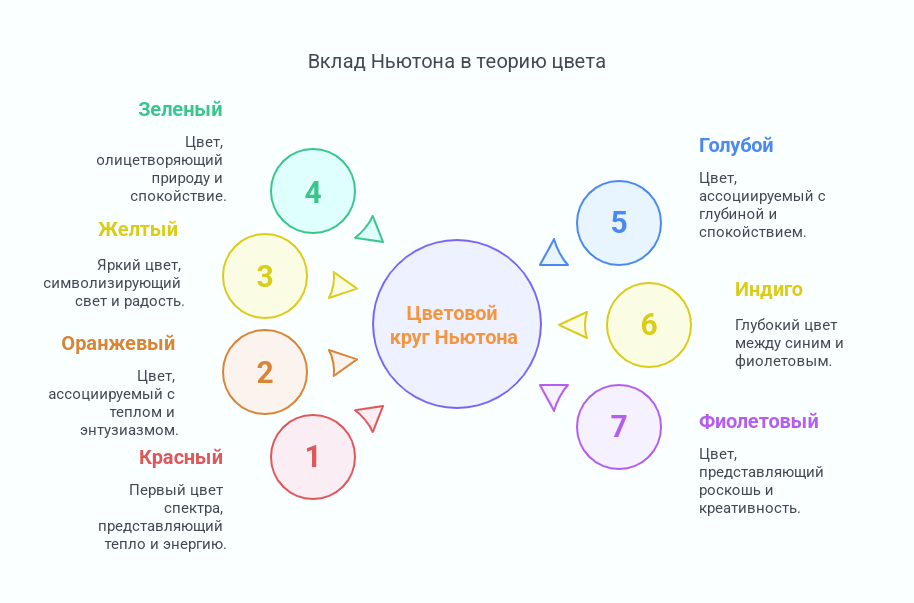 Вклад Ньютона в теорию цвета
Зеленый
Цвет,
олицетворяющий
природу и
спокойствие.
4
Желтый
Яркий цвет,
символизирующий
свет и радость.
3
Оранжевый
Цвет,
ассоциируемый с
теплом и
энтузиазмом.
2
Красный
Первый цвет
спектра,
представляющий
тепло и энергию.
1
Цветовой
круг Ньютона
5
Голубой
Цвет,
ассоциируемый с
глубиной и
спокойствием.
6
Индиго
Глубокий цвет
между синим и
фиолетовым.
7
Фиолетовый
Цвет,
представляющий
роскошь и
креативность.